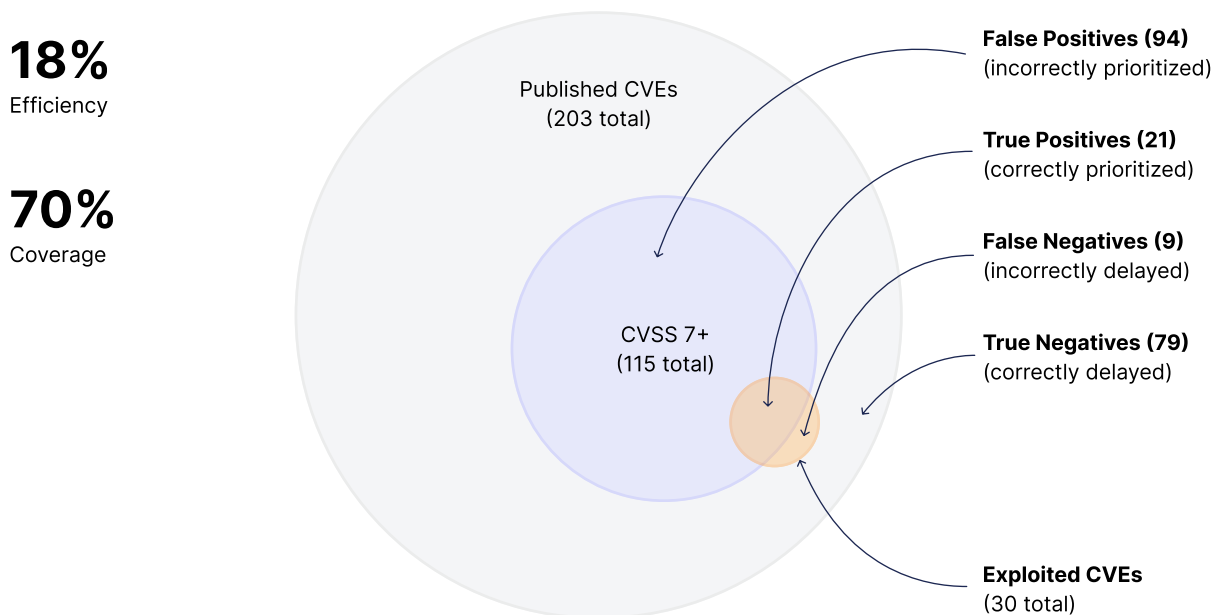 18%
Efficiency
70%
Coverage
Published CVEs
(203 total)
CVSS 7+
(115 total)
False Positives (94)
(incorrectly prioritized)
True Positives (21)
(correctly prioritized)
False Negatives (9)
(incorrectly delayed)
True Negatives (79)
(correctly delayed)
Exploited CVEs
(30 total)